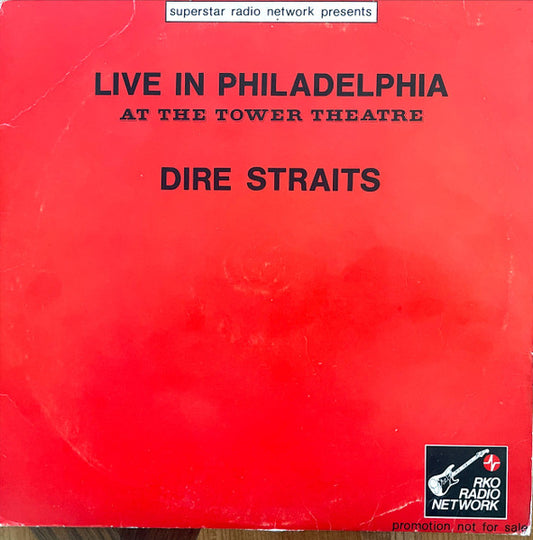 superstar radio network presents
LIVE IN PHILADELPHIA
AT THE TOWER THEATRE
DIRE STRAITS
RKO
RADIO
NETWORK
promotion not for sale